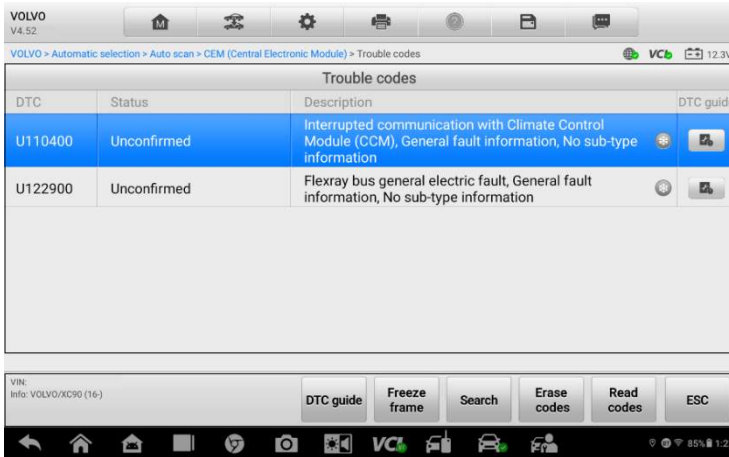 VOLVO
V4.52
VOLVO > Automatic selection > Auto scan > CEM (Central Electronic Module) > Trouble codes
VCI 12.3V
Trouble codes
DTC Status Description DTC guid
U110400 Unconfirmed Interrupted communication with Climate Control
Module (CCM), General fault information, No sub-type
information
U122900 Unconfirmed Flexray bus general electric fault, General fault
information, No sub-type information
VIN:
Info: VOLVO/XC90 (16-)
DTC guide Freeze
frame Search Erase
codes Read
codes ESC
VCI 85% 1:2